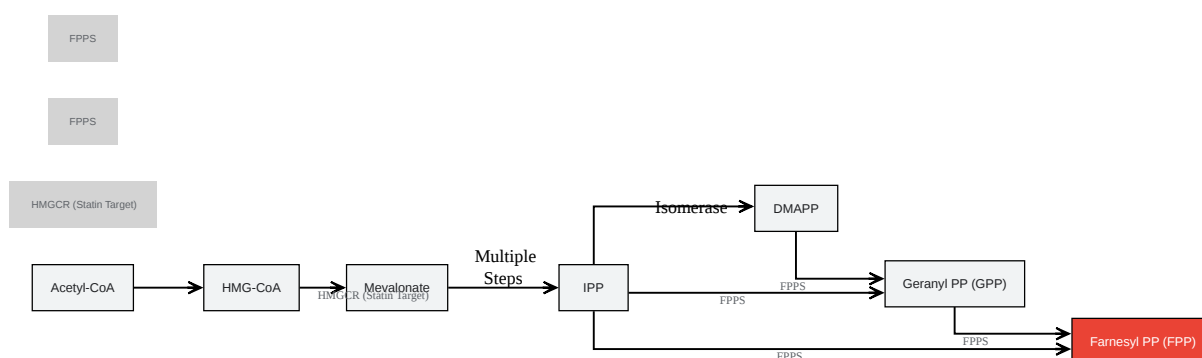 FPPS
FPPS
HMGCR (Statin Target)
Isomerase
DMAPP
Multiple
Steps
Acetyl-CoA
HMG-CoA
Mevalonate
HMGCR (Statin Target)
IPP
FPPS
FPPS
Geranyl PP (GPP)
FPPS
FPPS
Farnesyl PP (FPP)